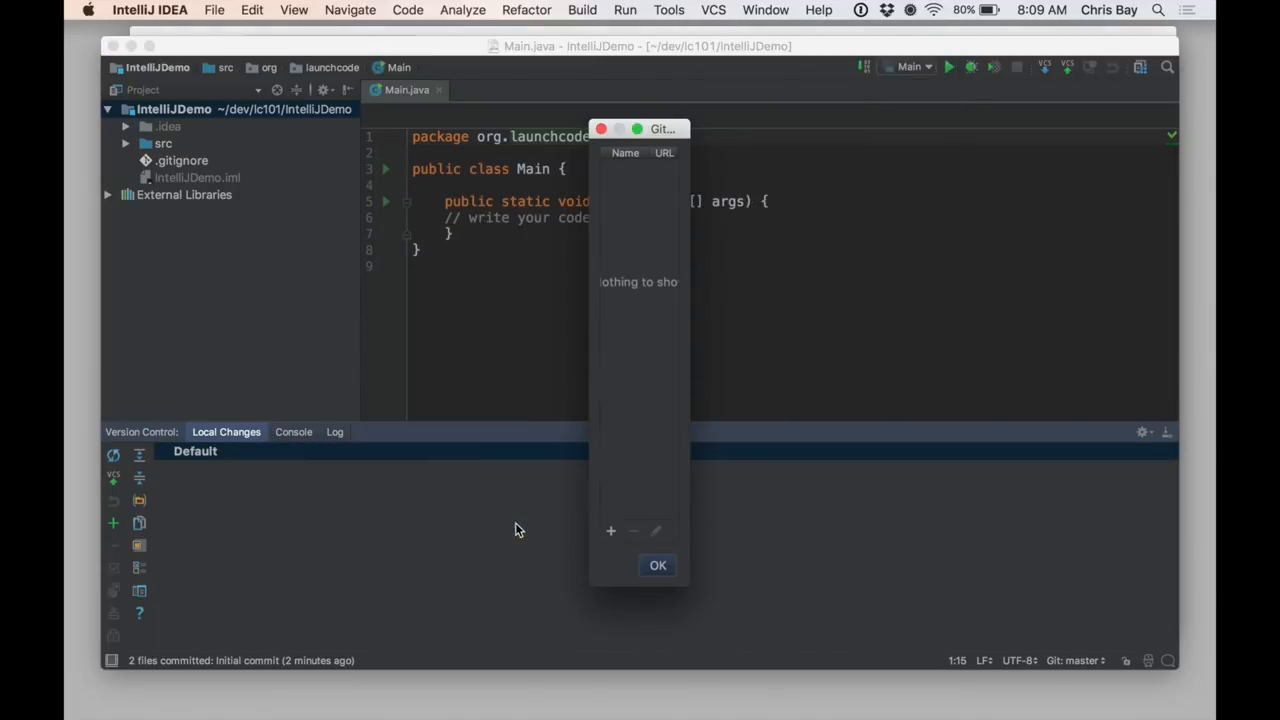 IntelliJ IDEA File Edit View Navigate Code Analyze Refactor Build Run Tools VCS Window Help 80% 8:09 AM Chris Bay
Main.java - IntelliJDemo - [~/dev/lc101/IntelliJDemo]
IntelliJDemo src org launchcode Main Main VCS VCS
Project Main.java
IntelliJDemo ~/dev/lc101/IntelliJDemo
.idea
src
.gitignore
IntelliJDemo.iml
External Libraries
1 package org.launchcode
2
3 public class Main {
4
5 public static void [] args) {
6 // write your code
7 }
8 }
9
Git...
Name URL
lothing to sho
+ −
OK
Version Control: Local Changes Console Log
Default
VCS
?
2 files committed: Initial commit (2 minutes ago) 1:15 LF÷ UTF-8÷ Git: master÷